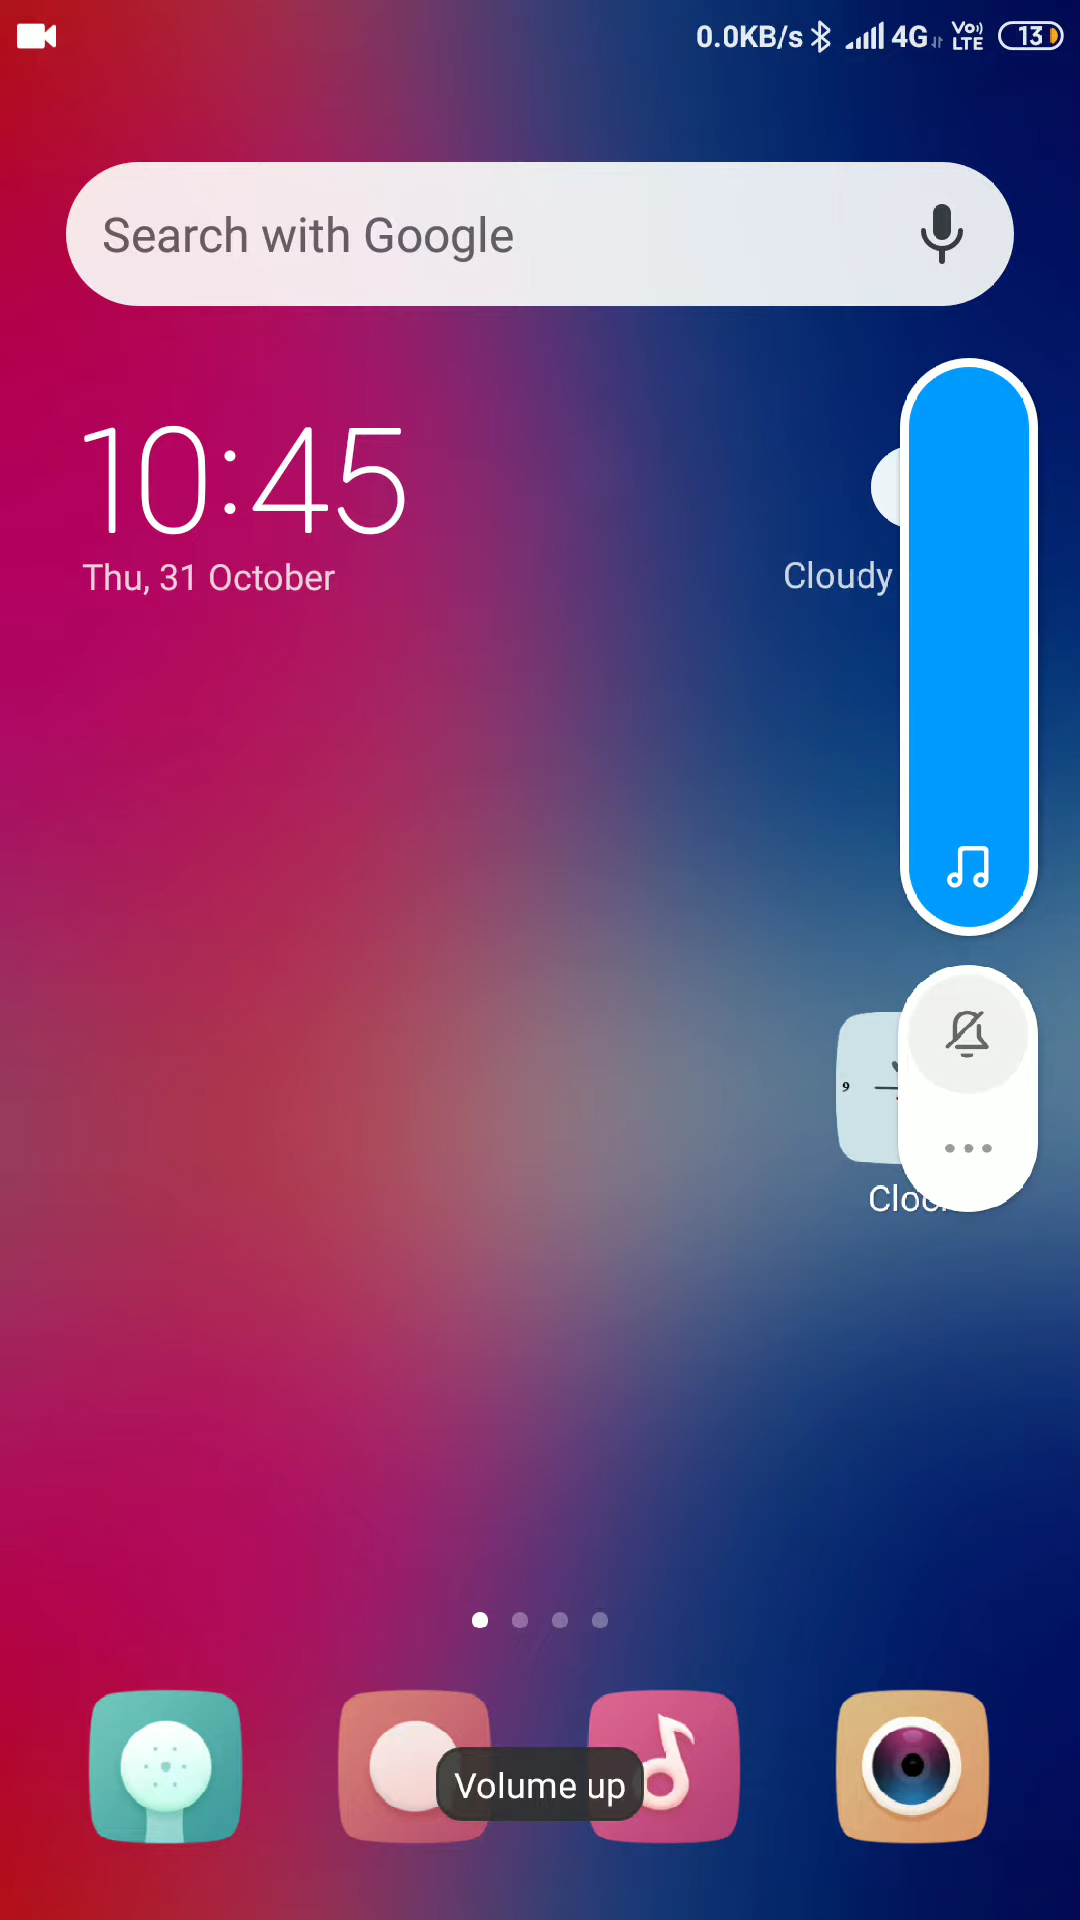 0.0KB/s 4G Vo)) LTE 13
Search with Google
10:45
Thu, 31 October
Cloudy
9
Volume up